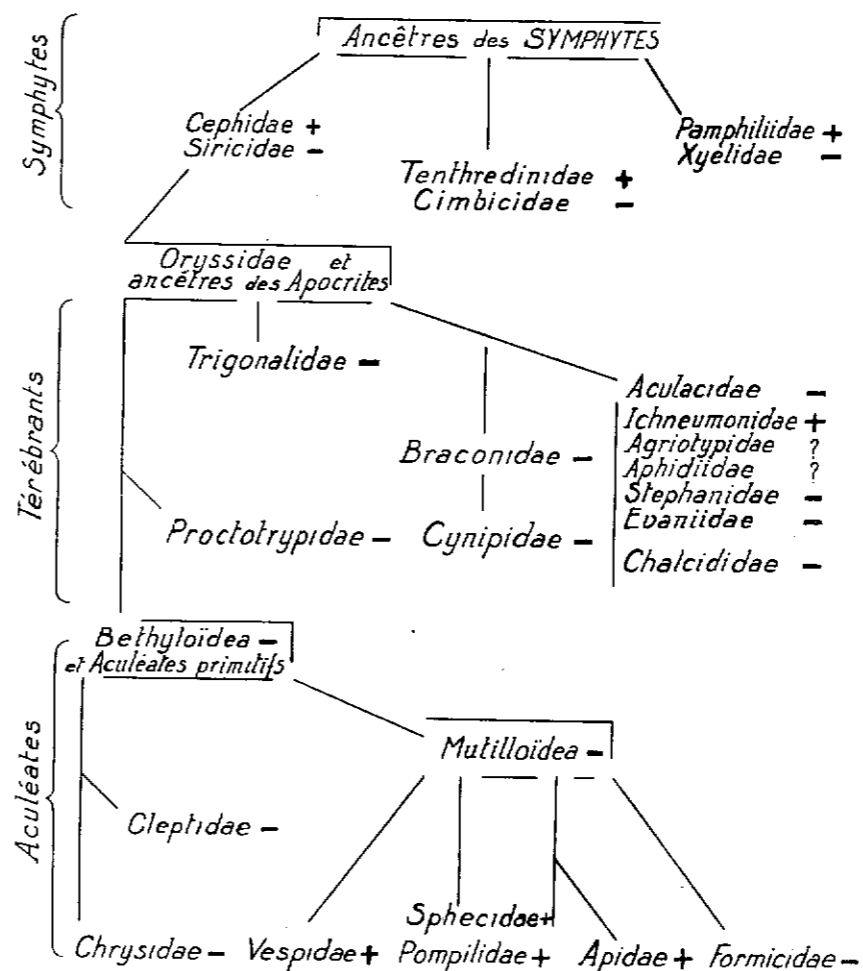 Symphytes
Ancêtres des SYMPHYTES
Cephidae +
Siricidae -
Tenthredinidae +
Cimbicidae -
Pamphiliidae +
Xyelidae -
Oryssidae et
ancêtres des Apocrites
Térébrants
Trigonalidae -
Proctotrypidae -
Braconidae -
Cynipidae -
Aculacidae -
Ichneumonidae +
Agriotypidae ?
Aphidiidae ?
Stephanidae -
Evaniidae -
Chalcididae -
Aculéates
Bethyloïdea -
et Aculéates primitifs
Mutilloïdea -
Cleptidae -
Chrysidae -
Vespidae +
Sphecidae +
Pompilidae +
Apidae +
Formicidae -